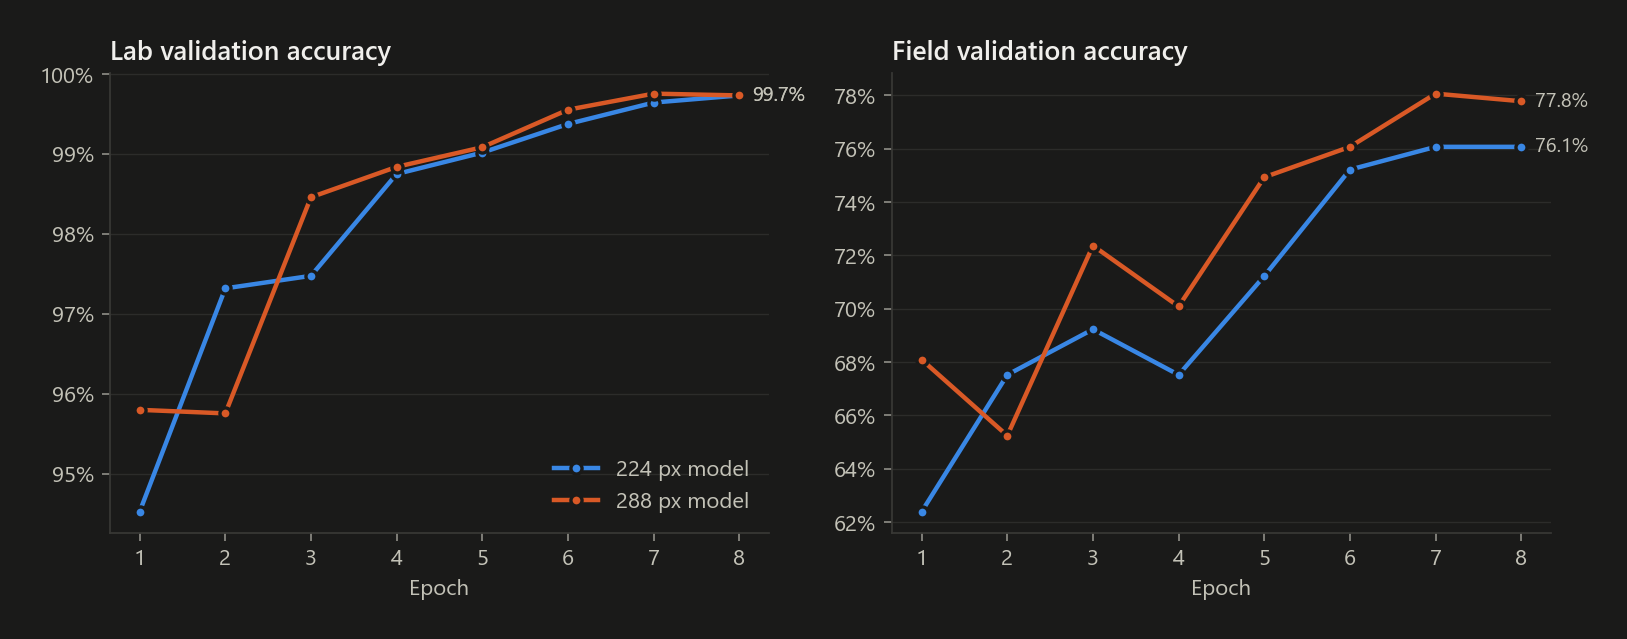 Lab validation accuracy
100%
99%
98%
97%
96%
95%
99.7%
224 px model
288 px model
1 2 3 4 5 6 7 8
Epoch
Field validation accuracy
78%
76%
74%
72%
70%
68%
66%
64%
62%
77.8%
76.1%
1 2 3 4 5 6 7 8
Epoch